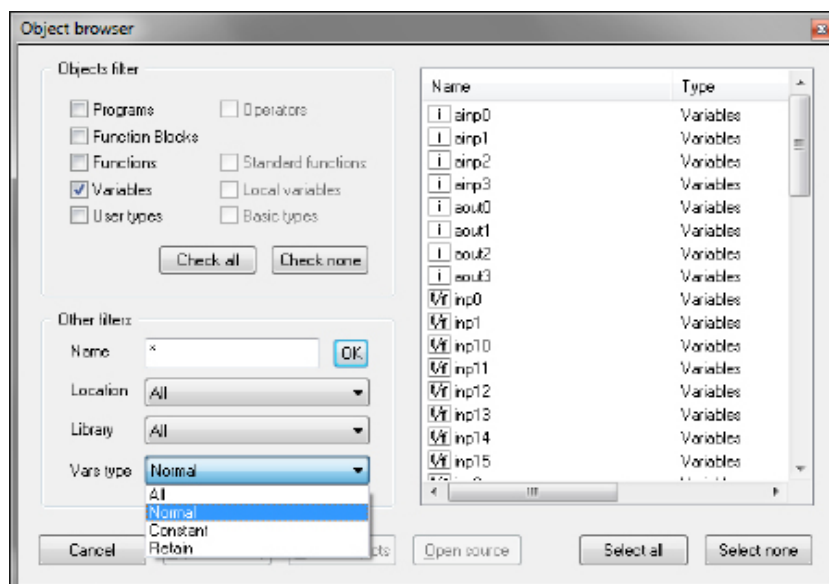 Object browser
Objects filter
Programs
Operators
Function Blocks
Functions
Standard functions
Variables
Local variables
User types
Basic types
Check all
Check none
Other filters
Name
*
OK
Location
All
Library
All
Vars type
Normal
All
Normal
Constant
Retain
Cancel
Open source
Select all
Select none
Name Type
ainp0 Variables
ainp1 Variables
ainp2 Variables
ainp3 Variables
aout0 Variables
aout1 Variables
aout2 Variables
aout3 Variables
inp0 Variables
inp1 Variables
inp10 Variables
inp11 Variables
inp12 Variables
inp13 Variables
inp14 Variables
inp15 Variables